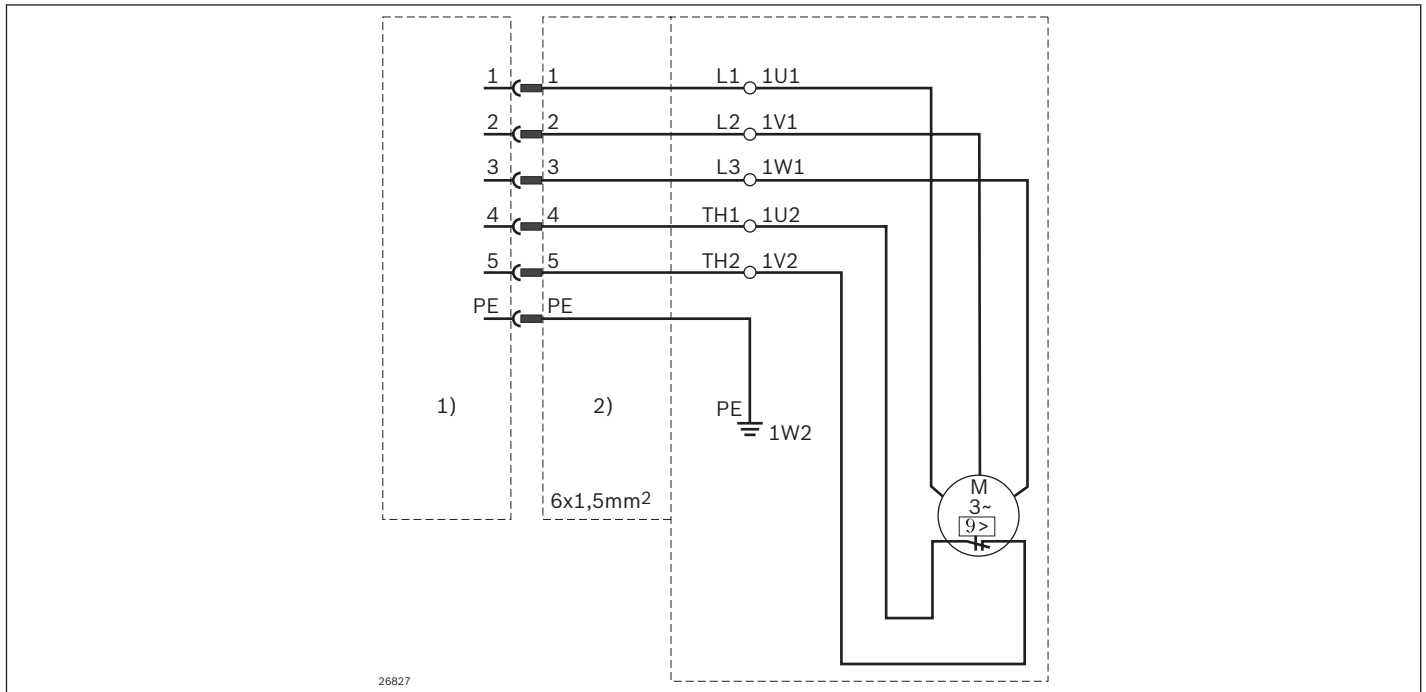 1 1 L1 1U1
2 2 L2 1V1
3 3 L3 1W1
4 4 TH1 1U2
5 5 TH2 1V2
PE PE
1) 2) PE
1W2
6x1,5mm2
M
3~
9>
26827